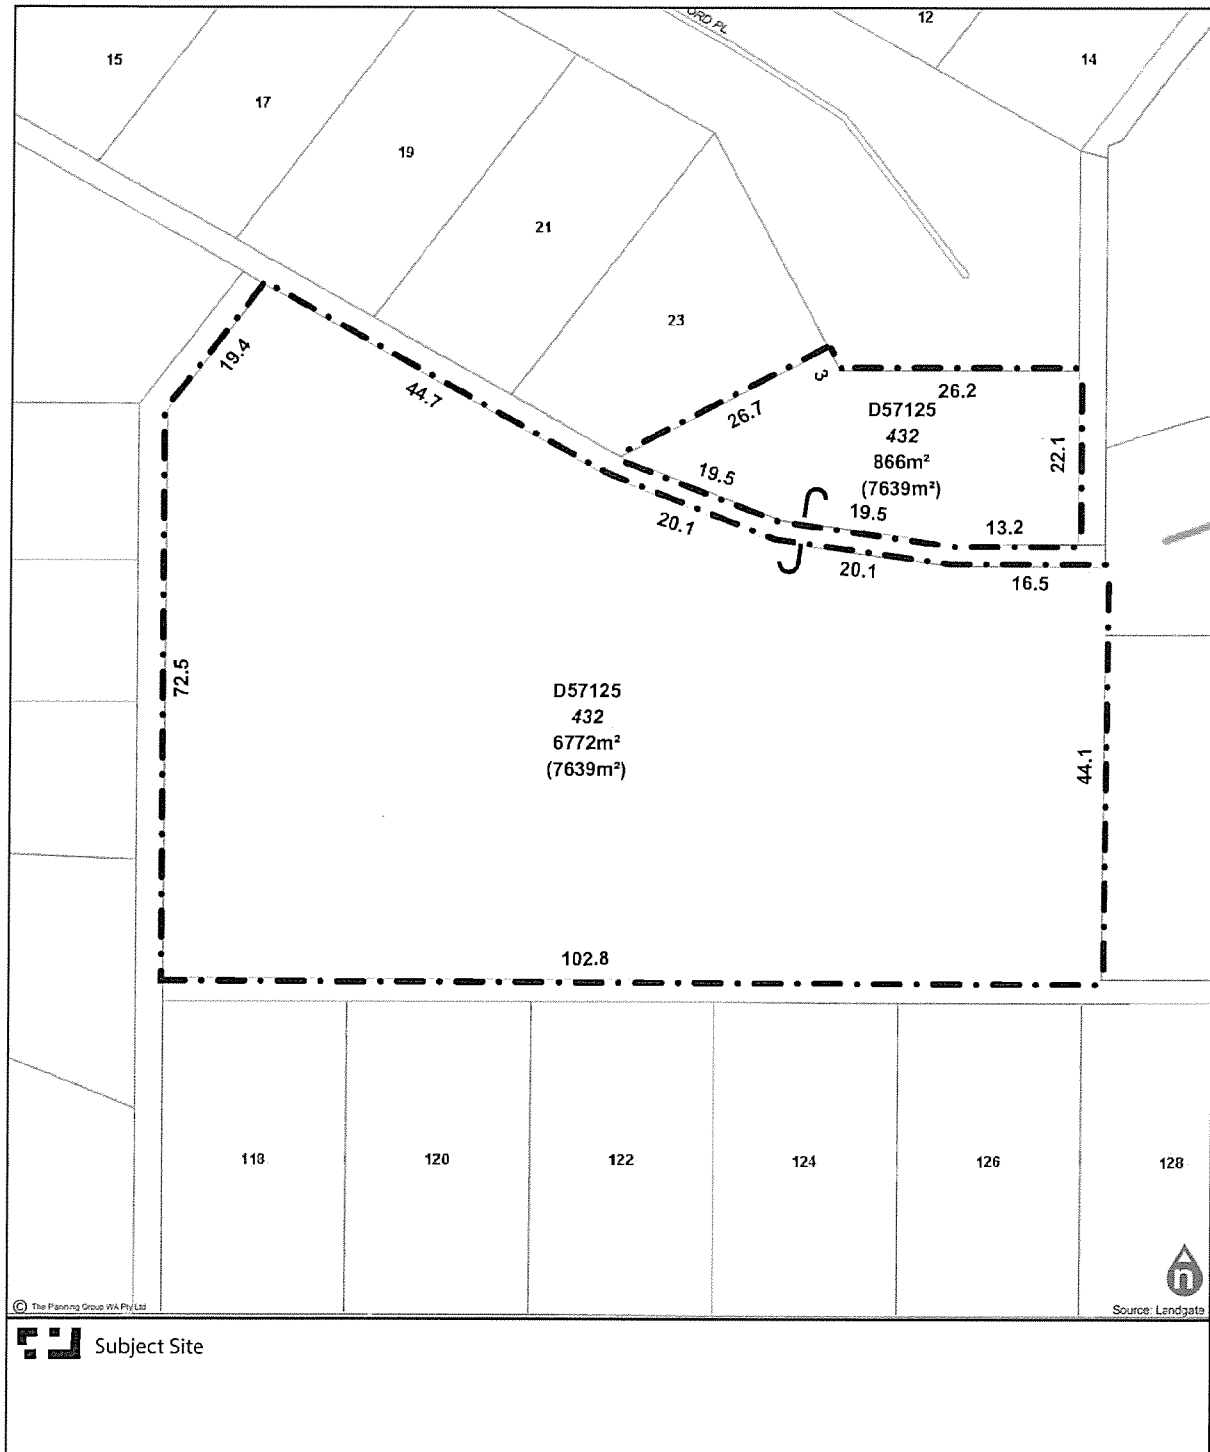 ORD PL
12
15
14
17
19
21
23
19.4
44.7
3
26.2
26.7
D57125
432
866m²
(7639m²)
22.1
19.5
19.5
20.1
13.2
20.1
16.5
72.5
D57125
432
6772m²
(7639m²)
44.1
102.8
118
120
122
124
126
128
n
© The Planning Group WA Pty Ltd
Source: Landgate
Subject Site